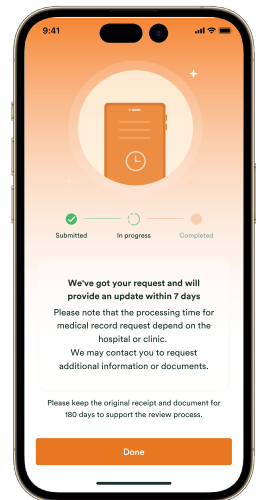 9:41
Submitted
In progress
Completed
We've got your request and will
provide an update within 7 days
Please note that the processing time for
medical record request depend on the
hospital or clinic.
We may contact you to request
additional information or documents.
Please keep the original receipt and document for
180 days to support the review process.
Done